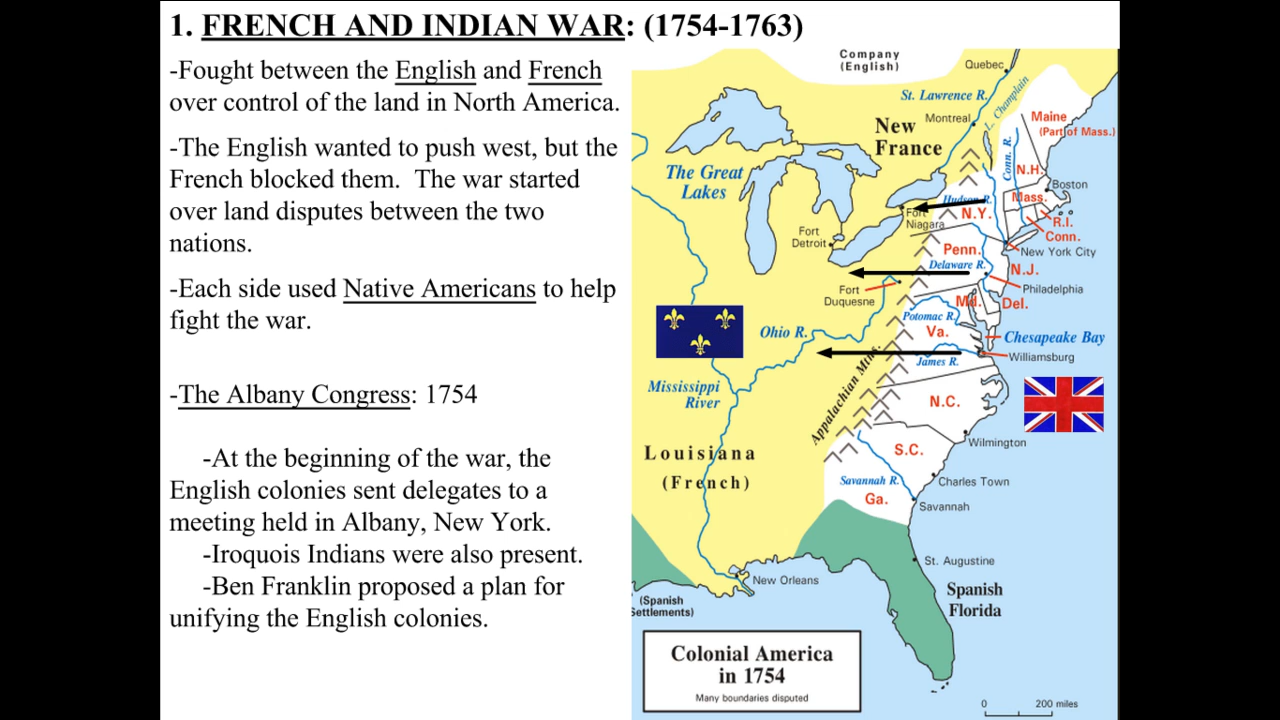 1. FRENCH AND INDIAN WAR: (1754-1763)
-Fought between the English and French
over control of the land in North America.
-The English wanted to push west, but the
French blocked them.  The war started
over land disputes between the two
nations.
-Each side used Native Americans to help
fight the war.
-The Albany Congress: 1754
-At the beginning of the war, the
English colonies sent delegates to a
meeting held in Albany, New York.
-Iroquois Indians were also present.
-Ben Franklin proposed a plan for
unifying the English colonies.
Company
(English)
Quebec
St. Lawrence R.
L. Champlain
Montreal
New
France
Maine
(Part of Mass.)
Conn. R.
The Great
Lakes
N.H.
Boston
Mass.
Hudson R.
Fort
Niagara
N.Y.
R.I.
Conn.
Fort
Detroit
New York City
Penn.
Delaware R.
N.J.
Fort
Duquesne
Philadelphia
Md.
Del.
Potomac R.
Ohio R.
Va.
Chesapeake Bay
Williamsburg
James R.
Appalachian Mtns.
Mississippi
River
N.C.
Wilmington
Louisiana
(French)
S.C.
Charles Town
Savannah R.
Ga.
Savannah
St. Augustine
New Orleans
Spanish
Florida
(Spanish
Settlements)
Colonial America
in 1754
Many boundaries disputed
0 200 miles